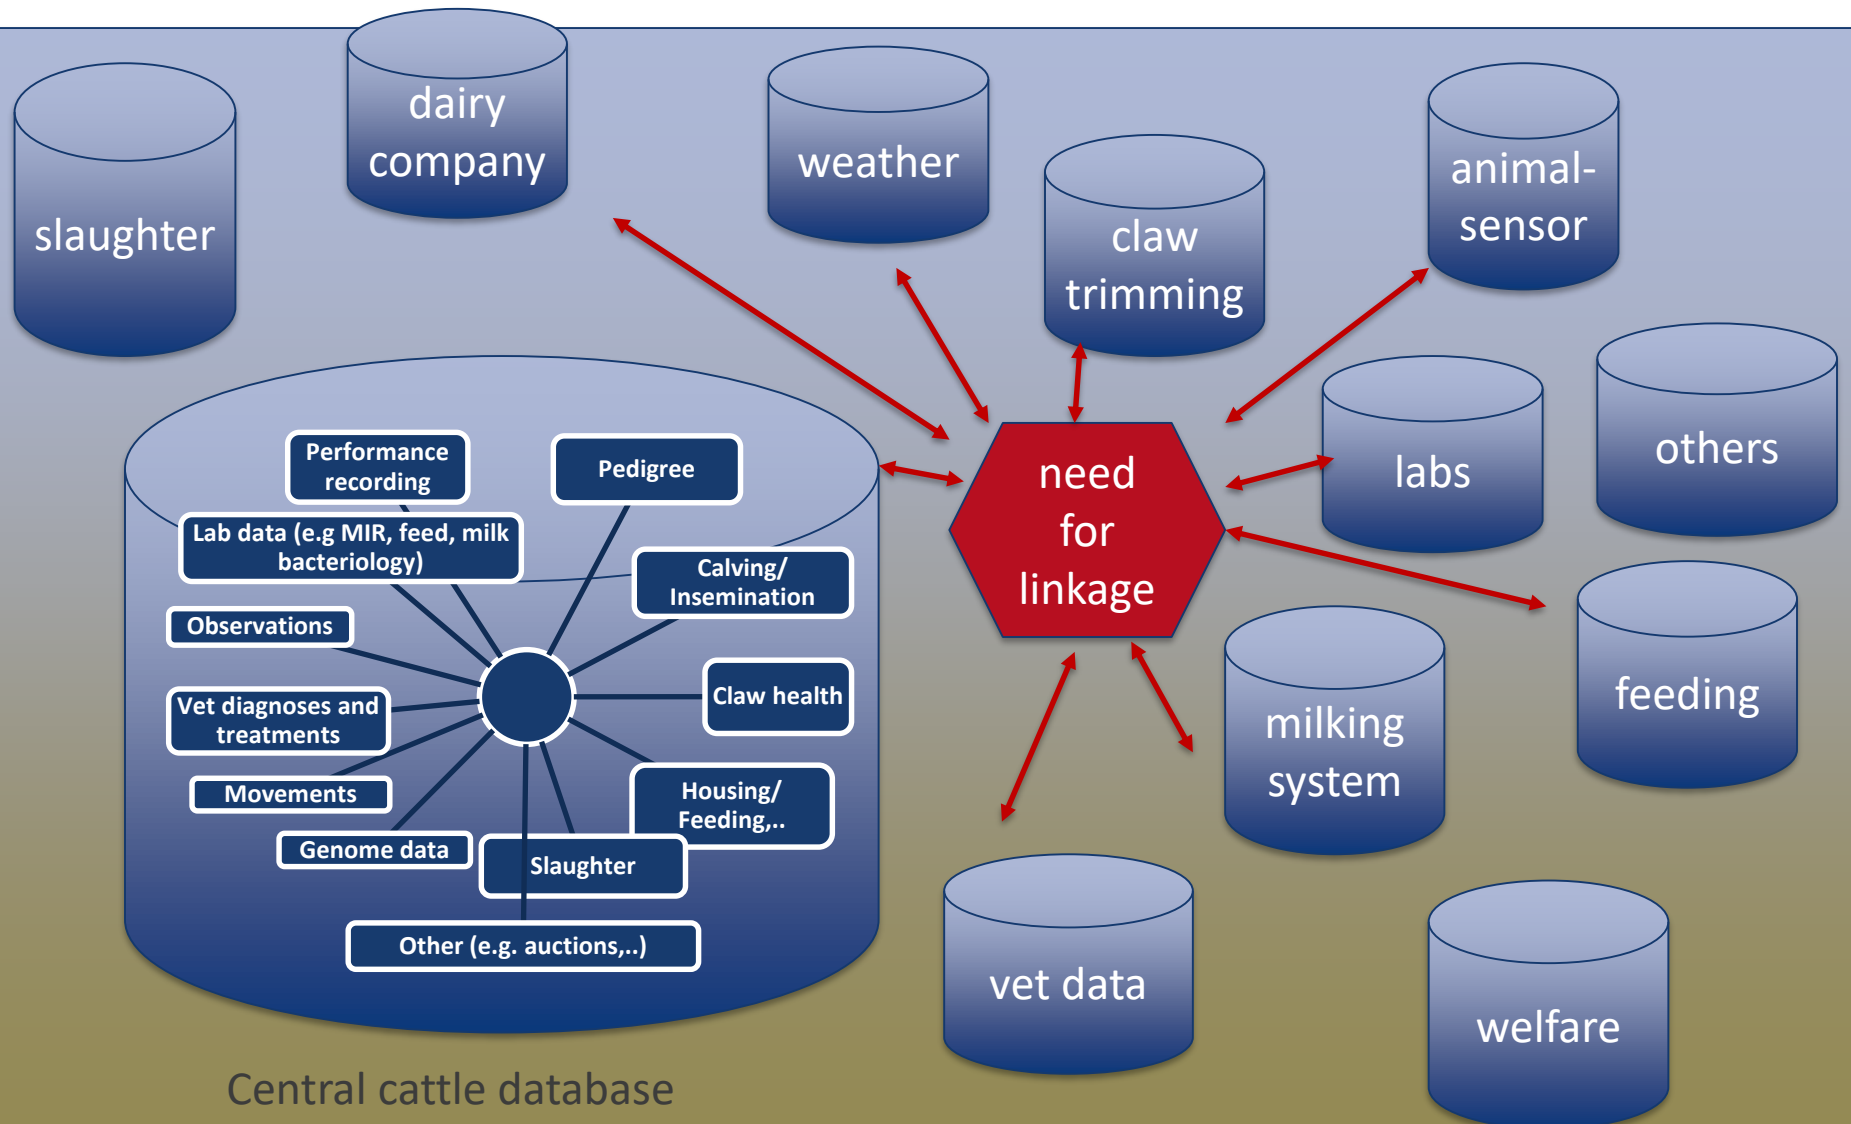 slaughter
dairy
company
weather
claw
trimming
animal-
sensor
labs
others
need
for
linkage
Performance
recording
Pedigree
Lab data (e.g MIR, feed, milk
bacteriology)
Calving/
Insemination
Observations
Claw health
Vet diagnoses and
treatments
Movements
Housing/
Feeding,..
Genome data
Slaughter
Other (e.g. auctions,..)
milking
system
feeding
vet data
welfare
Central cattle database